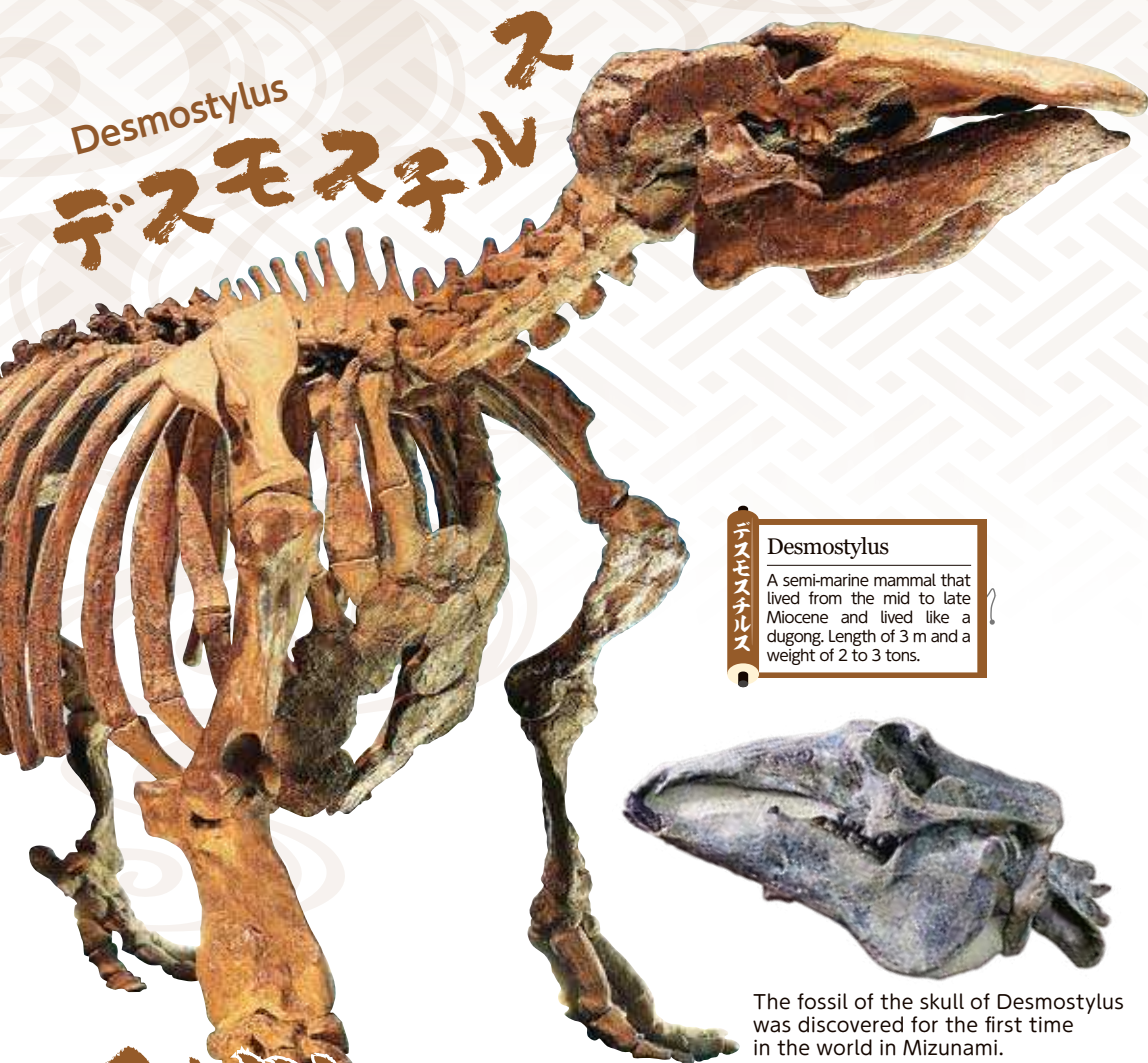 Desmostylus
デスモスチルス
デスモスチルス
Desmostylus
A semi-marine mammal that
lived from the mid to late
Miocene and lived like a
dugong. Length of 3 m and a
weight of 2 to 3 tons.
The fossil of the skull of Desmostylus
was discovered for the first time
in the world in Mizunami.